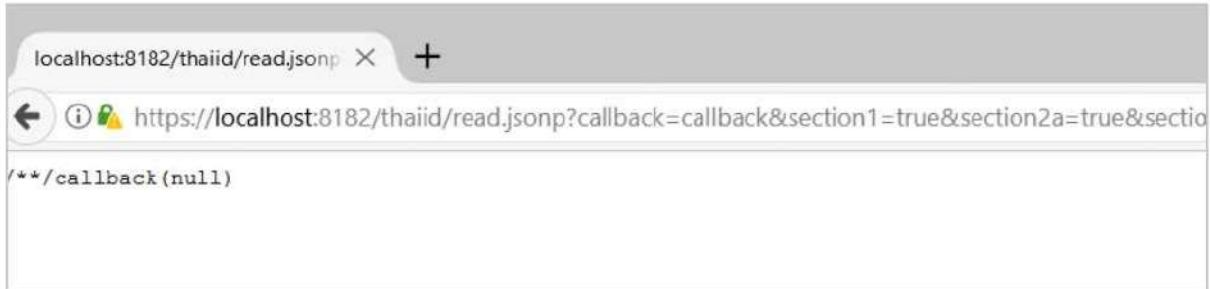 localhost:8182/thaiid/read.jsonp
https://localhost:8182/thaiid/read.jsonp?callback=callback&section1=true&section2a=true&sectio
/**/callback(null)